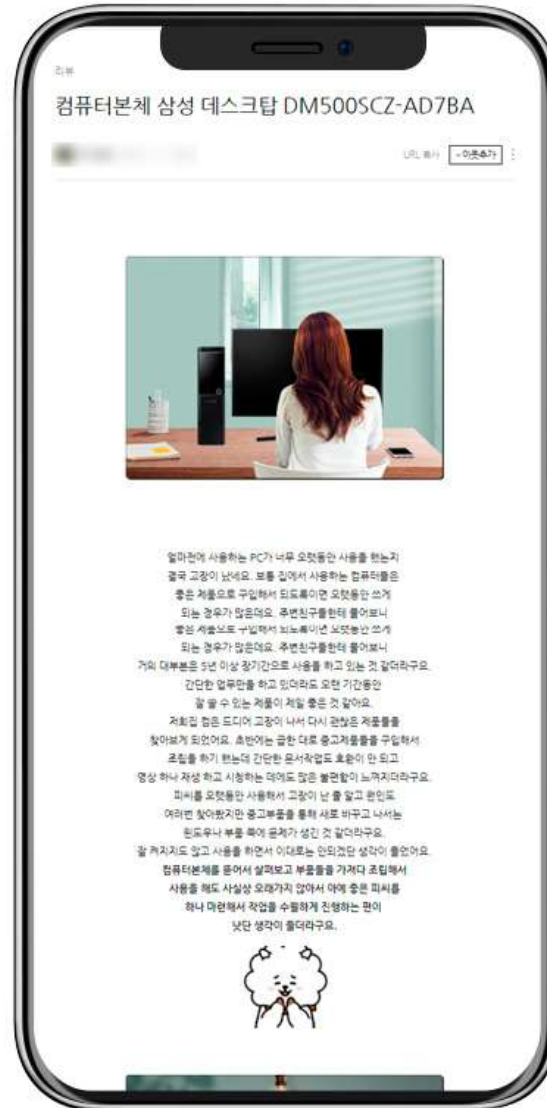 리뷰
컴퓨터본체 삼성 데스크탑 DM500SCZ-AD7BA
URL 복사 +이웃추가
얼마전에 사용하는 PC가 너무 오랫동안 사용을 했는지
결국 고장이 났네요. 보통 집에서 사용하는 컴퓨터들은
좋은 제품으로 구입해서 되도록이면 오랫동안 쓰게
되는 경우가 많은데요. 주변친구들한테 물어보니
좋은 제품으로 구입해서 되도록이면 오랫동안 쓰게
되는 경우가 많은데요. 주변친구들한테 물어보니
거의 대부분은 5년 이상 장기간으로 사용을 하고 있는 것 같더라구요.
간단한 업무만을 하고 있더라도 오랜 기간동안
잘 쓸 수 있는 제품이 제일 좋은 것 같아요.
저희집 컴은 드디어 고장이 나서 다시 괜찮은 제품들을
찾아보게 되었어요. 초반에는 급한 대로 중고제품들을 구입해서
조립을 하기 했는데 간단한 문서작업도 호환이 안 되고
영상 하나 재생 하고 시청하는 데에도 많은 불편함이 느껴지더라구요.
피씨를 오랫동안 사용해서 고장이 난 줄 알고 원인도
여러번 찾아봤지만 중고부품을 통해 새로 바꾸고 나서는
윈도우나 부품 쪽에 문제가 생긴 것 같더라구요.
잘 켜지지도 않고 사용을 하면서 이대로는 안되겠단 생각이 들었어요.
컴퓨터본체를 뜯어서 살펴보고 부품들을 가져다 조립해서
사용을 해도 사실상 오래가지 않아서 아예 좋은 피씨를
하나 마련해서 작업을 수월하게 진행하는 편이
낫단 생각이 들더라구요.